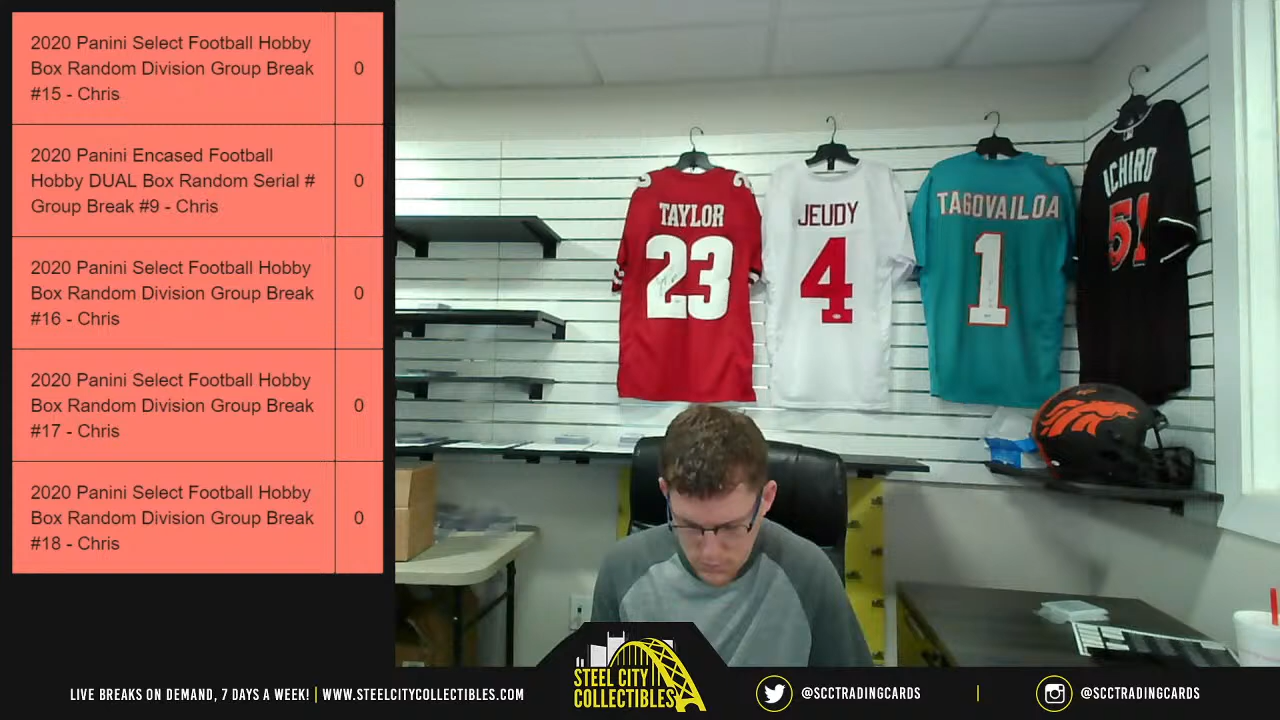 2020 Panini Select Football Hobby
Box Random Division Group Break
#15 - Chris
0
2020 Panini Encased Football
Hobby DUAL Box Random Serial #
Group Break #9 - Chris
0
2020 Panini Select Football Hobby
Box Random Division Group Break
#16 - Chris
0
2020 Panini Select Football Hobby
Box Random Division Group Break
#17 - Chris
0
2020 Panini Select Football Hobby
Box Random Division Group Break
#18 - Chris
0
TAYLOR
23
JEUDY
4
TAGOVAILOA
1
ICHIRO
51
LIVE BREAKS ON DEMAND, 7 DAYS A WEEK! | WWW.STEELCITYCOLLECTIBLES.COM
STEEL CITY
COLLECTIBLES
@SCCTRADINGCARDS
|
@SCCTRADINGCARDS